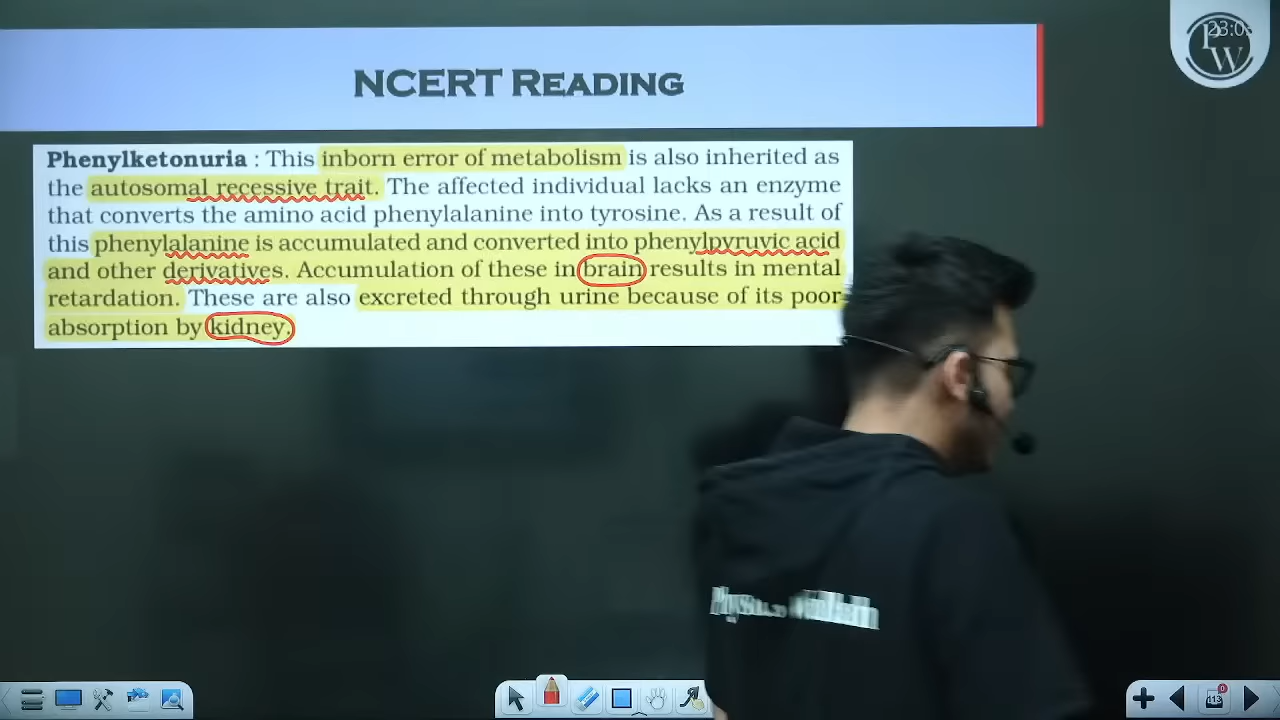 NCERT READING
Phenylketonuria : This inborn error of metabolism is also inherited as
the autosomal recessive trait. The affected individual lacks an enzyme
that converts the amino acid phenylalanine into tyrosine. As a result of
this phenylalanine is accumulated and converted into phenylpyruvic acid
and other derivatives. Accumulation of these in brain results in mental
retardation. These are also excreted through urine because of its poor
absorption by kidney.
PW
113
0